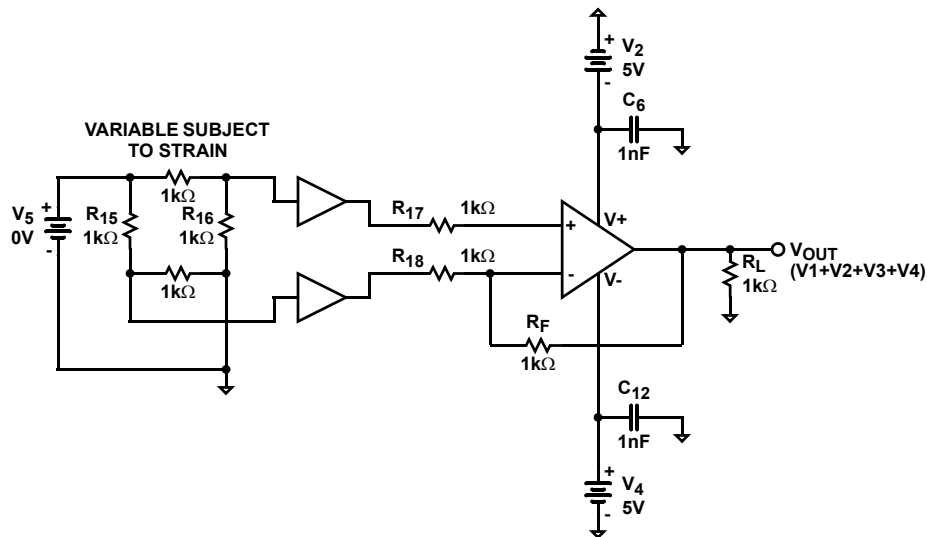 +
V2
5V
-
C6
1nF
VARIABLE SUBJECT
TO STRAIN
1kΩ
V5
0V
+
-
R15
1kΩ
R16
1kΩ
1kΩ
R17
1kΩ
R18
1kΩ
+
-
V+
V-
RF
1kΩ
VOUT
(V1+V2+V3+V4)
RL
1kΩ
C12
1nF
+
V4
5V
-